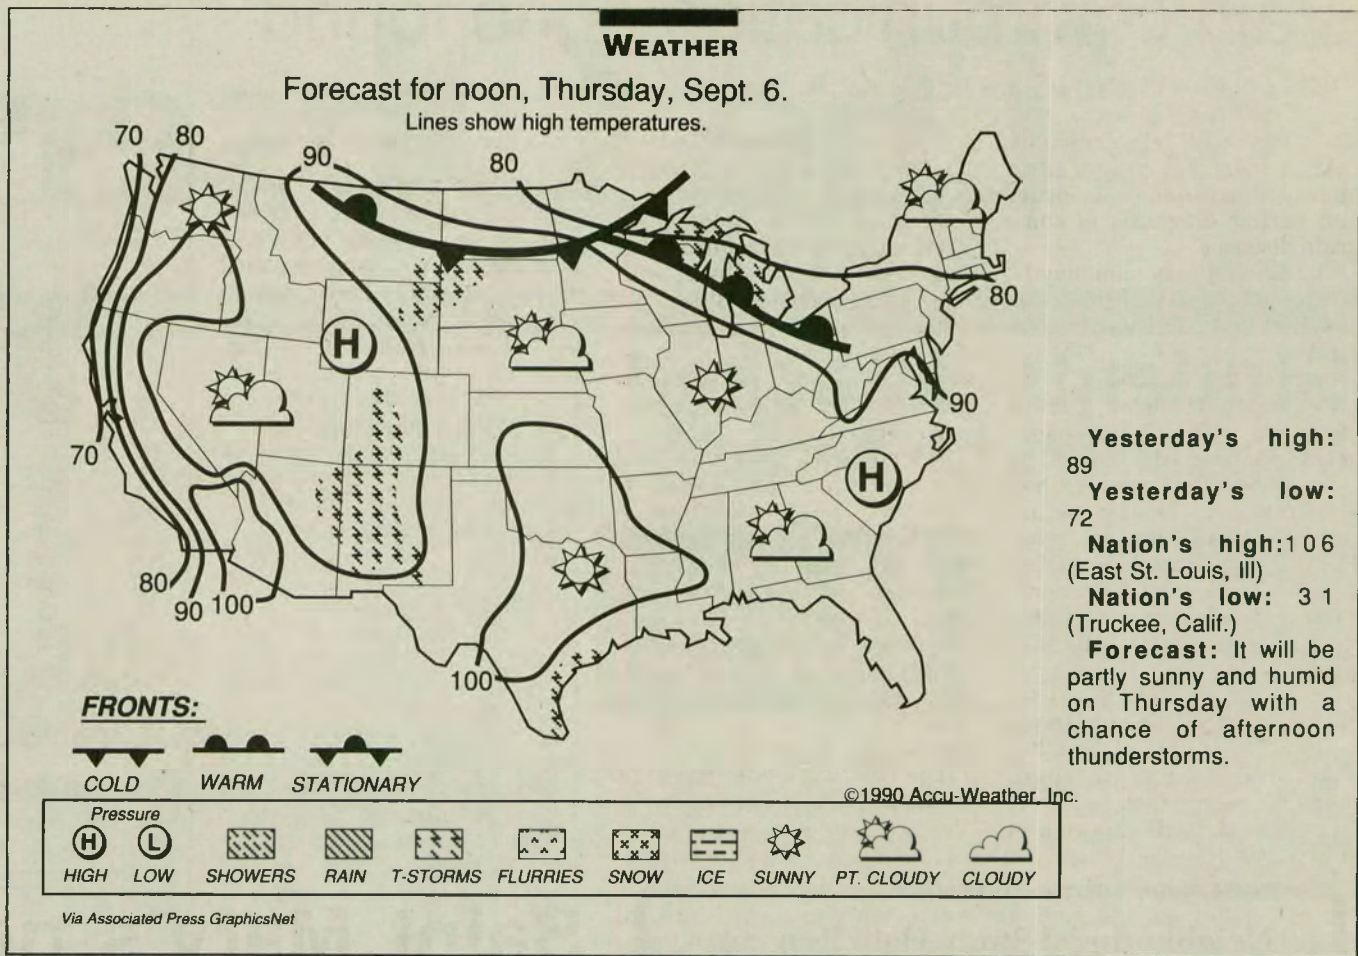 WEATHER
Forecast for noon, Thursday, Sept. 6.
Lines show high temperatures.
70 80
90
80
80
90
70
80
90 100
100
H
H
Yesterday's high:
89
Yesterday's low:
72
Nation's high:106
(East St. Louis, Ill)
Nation's low: 31
(Truckee, Calif.)
Forecast: It will be
partly sunny and humid
on Thursday with a
chance of afternoon
thunderstorms.
FRONTS:
COLD WARM STATIONARY
©1990 Accu-Weather, Inc.
Pressure
H L
HIGH LOW SHOWERS RAIN T-STORMS FLURRIES SNOW ICE SUNNY PT. CLOUDY CLOUDY
Via Associated Press GraphicsNet